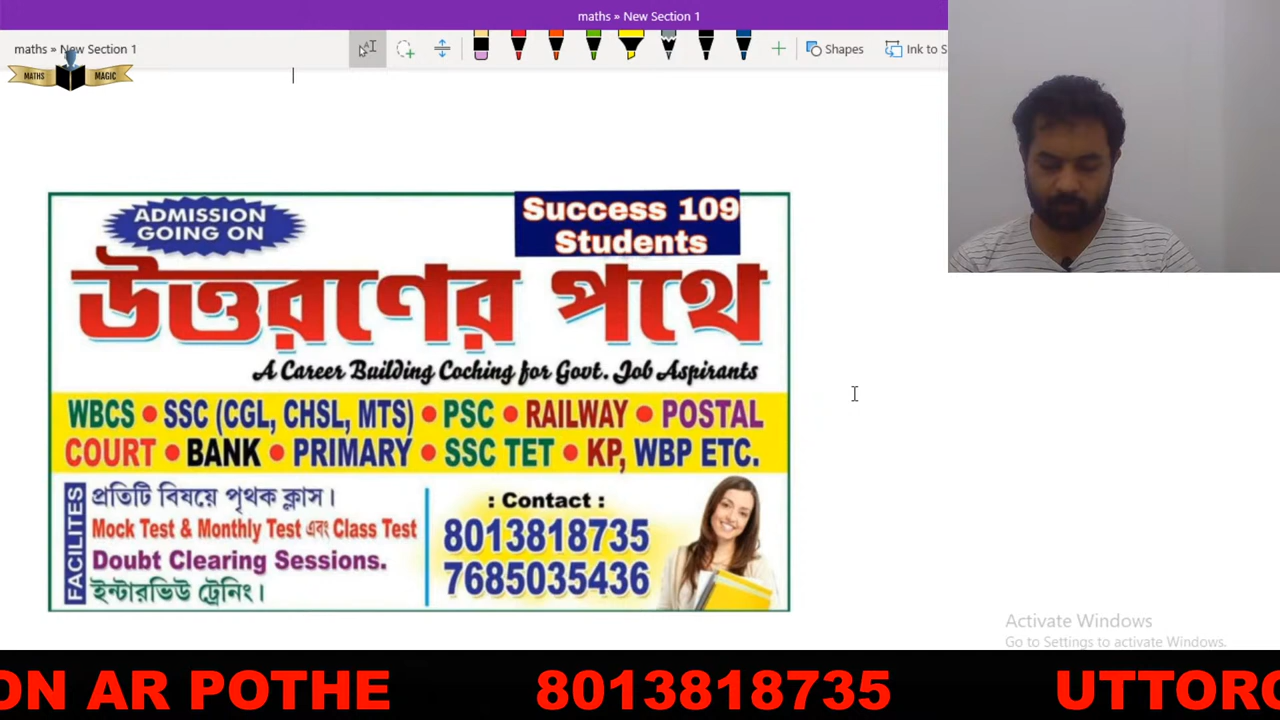 maths » New Section 1
maths » New Section 1
Shapes
Ink to S
MATHS MAGIC
ADMISSION
GOING ON
Success 109
Students
উত্তরণের পথে
A Career Building Coching for Govt. Job Aspirants
WBCS • SSC (CGL, CHSL, MTS) • PSC • RAILWAY • POSTAL
COURT • BANK • PRIMARY • SSC TET • KP, WBP ETC.
FACILITES
প্রতিটি বিষয়ে পৃথক ক্লাস।
Mock Test & Monthly Test এবং Class Test
Doubt Clearing Sessions.
ইন্টারভিউ ট্রেনিং।
: Contact :
8013818735
7685035436
Activate Windows
Go to Settings to activate Windows.
ON AR POTHE 8013818735 UTTORO